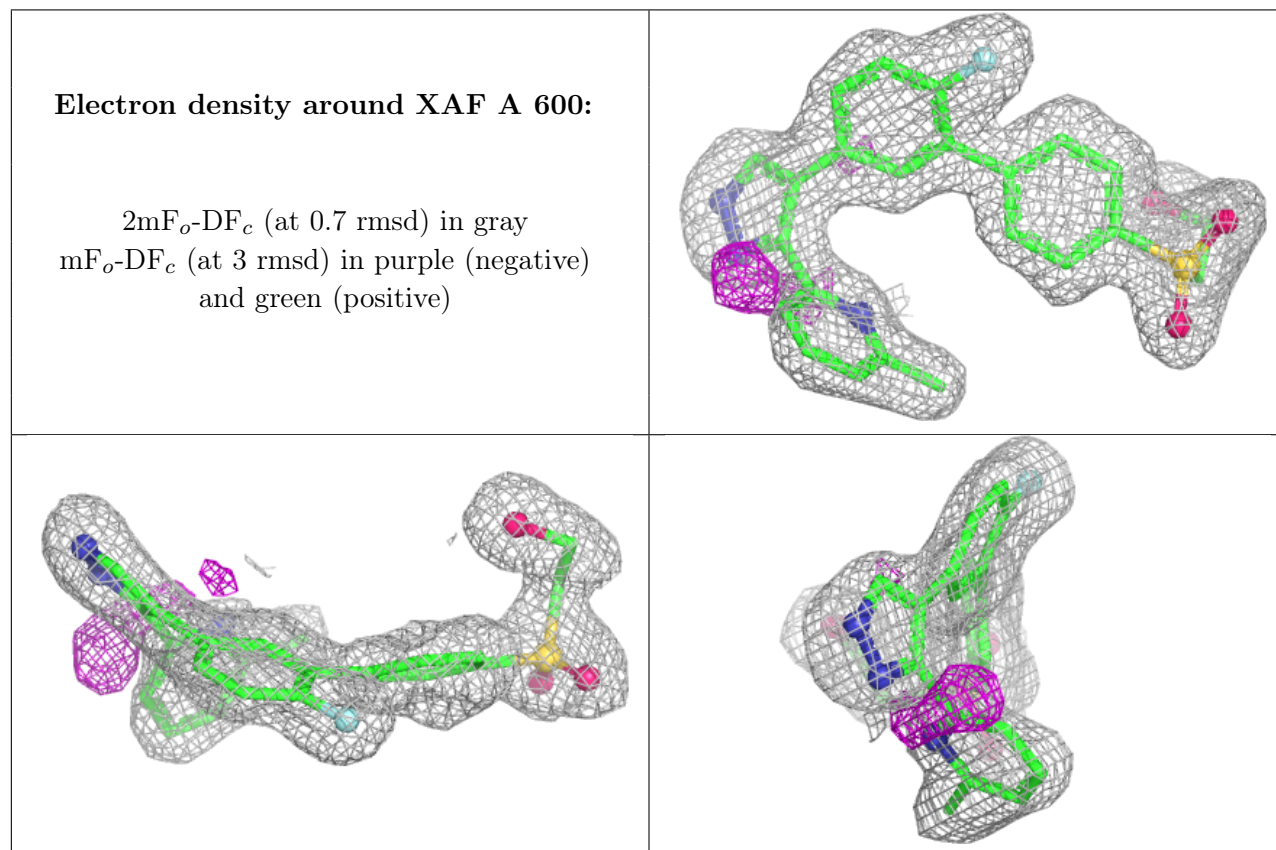 Electron density around XAF A 600:
2mFo-DFc (at 0.7 rmsd) in gray
mFo-DFc (at 3 rmsd) in purple (negative)
and green (positive)